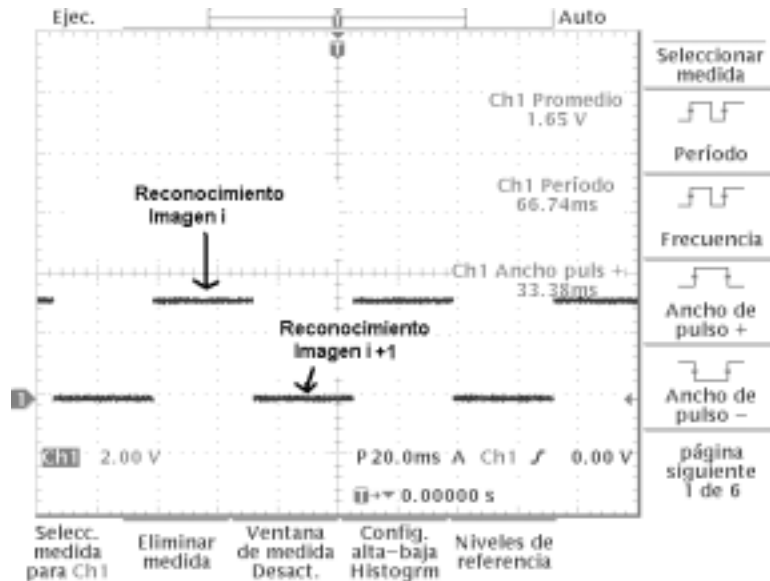 Ejec.
Auto
Seleccionar
medida
Ch1 Promedio
1.65 V
Período
Ch1 Período
66.74ms
Reconocimiento
Imagen i
Frecuencia
Ch1 Ancho puls +
33.38ms
Ancho de
pulso +
Reconocimiento
Imagen i +1
1
Ancho de
pulso −
Ch1 2.00 V
P 20.0ms A Ch1 0.00 V
T 0.00000 s
página
siguiente
1 de 6
Selecc.
medida
para Ch1
Eliminar
medida
Ventana
de medida
Desact.
Config.
alta−baja
Histogrm
Niveles de
referencia